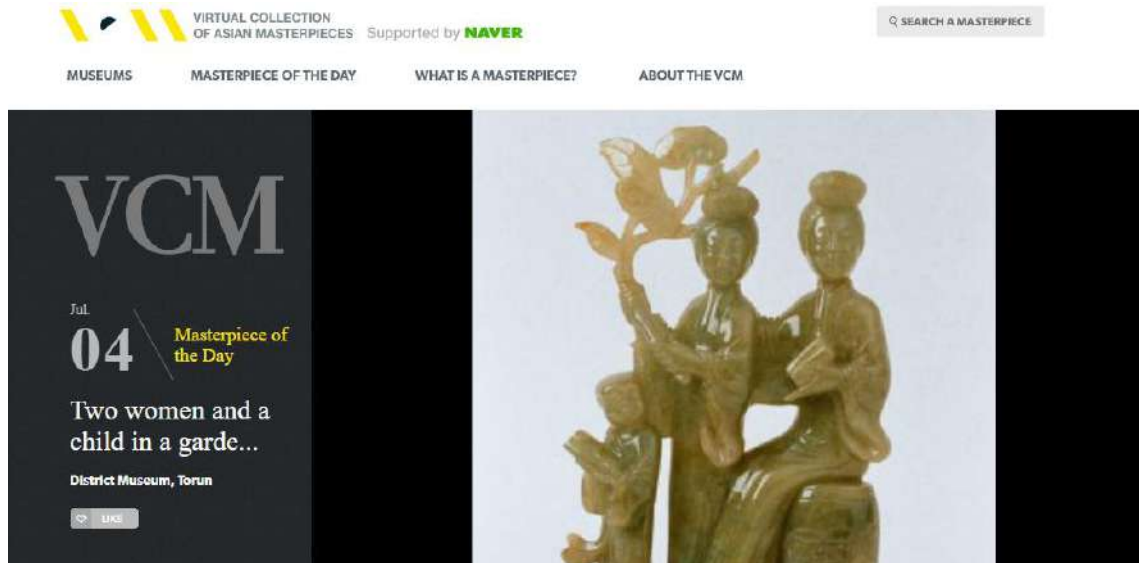 VIRTUAL COLLECTION
OF ASIAN MASTERPIECES
Supported by NAVER
SEARCH A MASTERPIECE
MUSEUMS
MASTERPIECE OF THE DAY
WHAT IS A MASTERPIECE?
ABOUT THE VCM
VCM
Jul.
04
Masterpiece of
the Day
Two women and a
child in a garde...
District Museum, Torun
LIKE